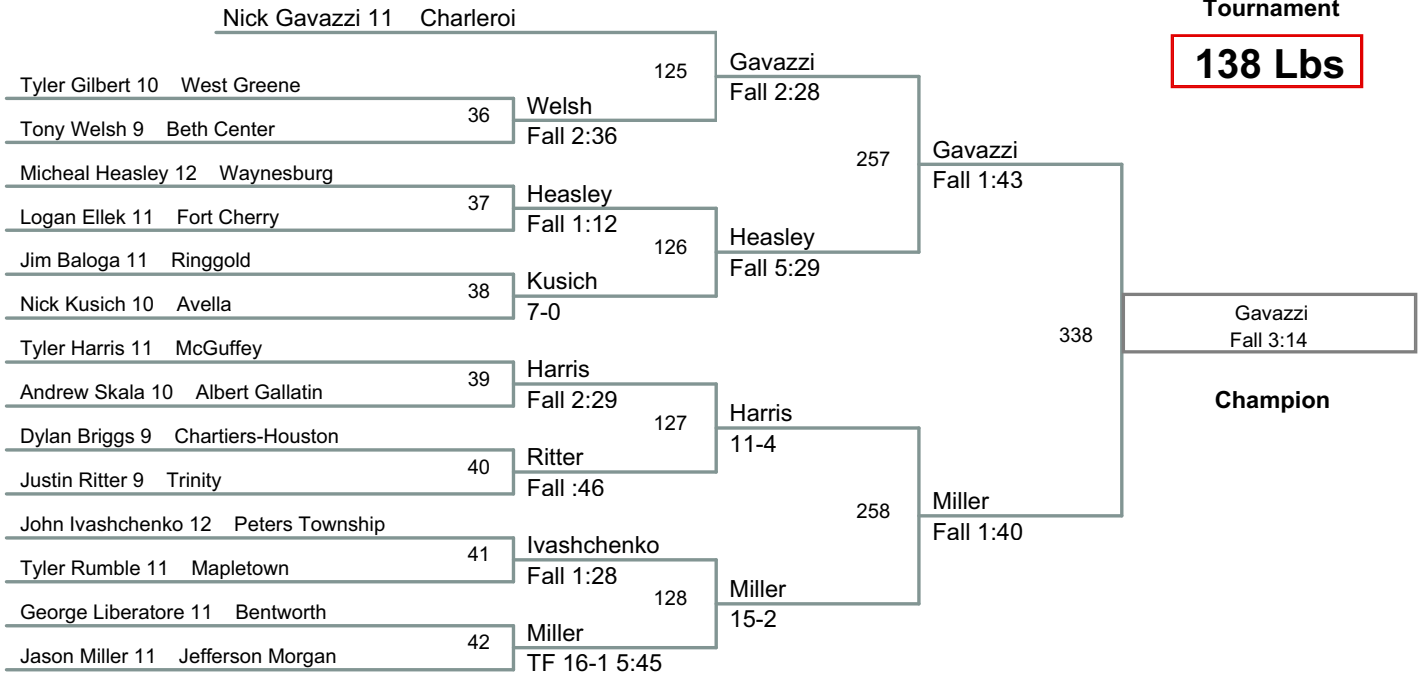 Tournament
138 Lbs
Nick Gavazzi 11 Charleroi
Tyler Gilbert 10 West Greene
Tony Welsh 9 Beth Center
Micheal Heasley 12 Waynesburg
Logan Ellek 11 Fort Cherry
Jim Baloga 11 Ringgold
Nick Kusich 10 Avella
Tyler Harris 11 McGuffey
Andrew Skala 10 Albert Gallatin
Dylan Briggs 9 Chartiers-Houston
Justin Ritter 9 Trinity
John Ivashchenko 12 Peters Township
Tyler Rumble 11 Mapletown
George Liberatore 11 Bentworth
Jason Miller 11 Jefferson Morgan
36
37
38
39
40
41
42
Welsh
Fall 2:36
Heasley
Fall 1:12
Kusich
7-0
Harris
Fall 2:29
Ritter
Fall :46
Ivashchenko
Fall 1:28
Miller
TF 16-1 5:45
125
126
127
128
Gavazzi
Fall 2:28
Heasley
Fall 5:29
Harris
11-4
Miller
15-2
257
258
Gavazzi
Fall 1:43
Miller
Fall 1:40
338
Gavazzi
Fall 3:14
Champion